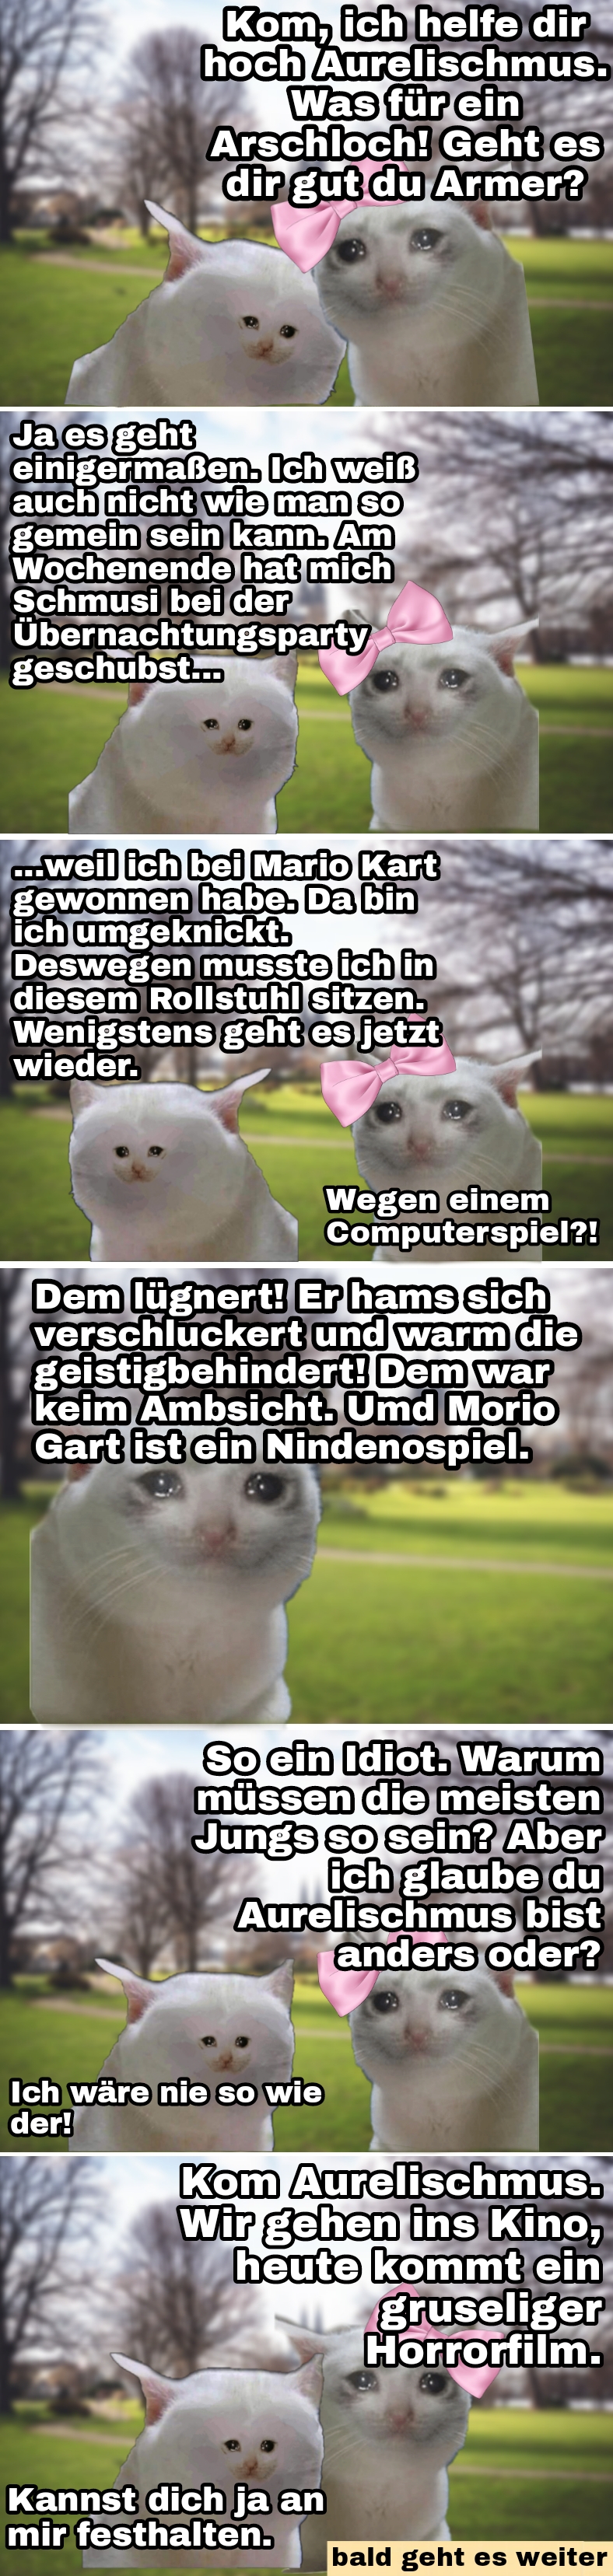 Kom, ich helfe dir
hoch Aurelischmus.
Was für ein
Arschloch! Geht es
dir gut du Armer?
Ja es geht
einigermaßen. Ich weiß
auch nicht wie man so
gemein sein kann. Am
Wochenende hat mich
Schmusi bei der
Übernachtungsparty
geschubst...
...weil ich bei Mario Kart
gewonnen habe. Da bin
ich umgeknickt.
Deswegen musste ich in
diesem Rollstuhl sitzen.
Wenigstens geht es jetzt
wieder.
Wegen einem
Computerspiel?!
Dem lügnert! Er hams sich
verschluckert und warm die
geistigbehindert! Dem war
keim Ambsicht. Umd Morio
Gart ist ein Nindenospiel.
So ein Idiot. Warum
müssen die meisten
Jungs so sein? Aber
ich glaube du
Aurelischmus bist
anders oder?
Ich wäre nie so wie
der!
Kom Aurelischmus.
Wir gehen ins Kino,
heute kommt ein
gruseliger
Horrorfilm.
Kannst dich ja an
mir festhalten.
bald geht es weiter